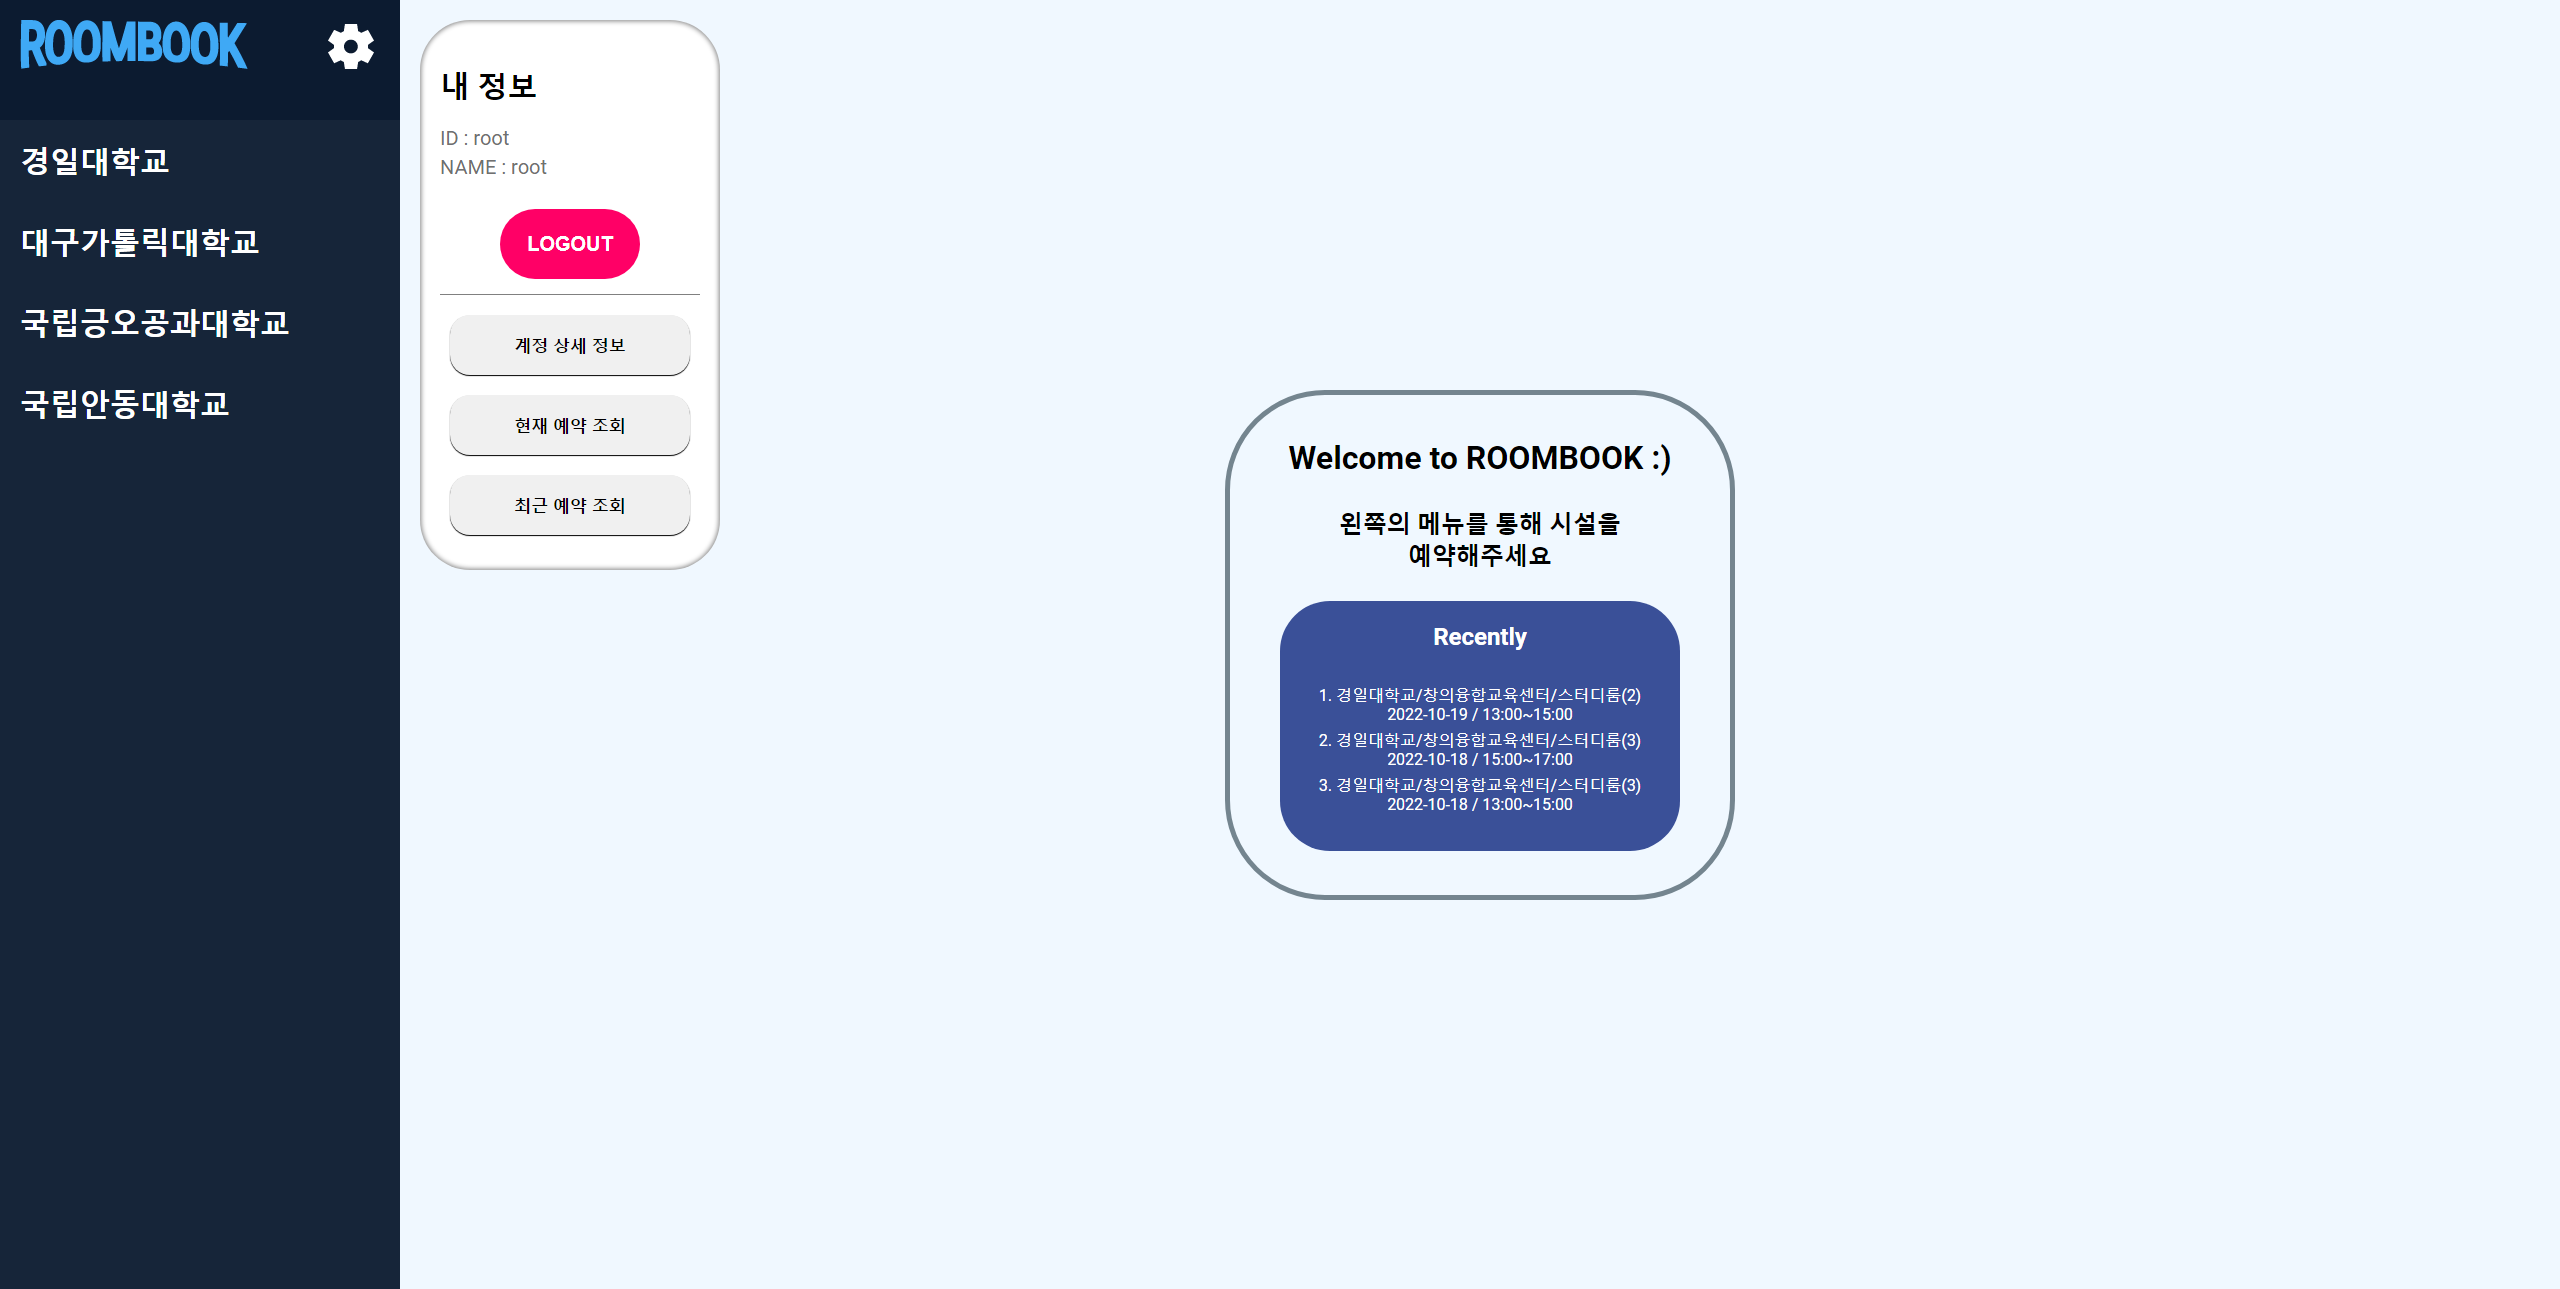 ROOMBOOK
경일대학교
대구가톨릭대학교
국립금오공과대학교
국립안동대학교
내 정보
ID : root
NAME : root
LOGOUT
계정 상세 정보
현재 예약 조회
최근 예약 조회
Welcome to ROOMBOOK :)
왼쪽의 메뉴를 통해 시설을
예약해주세요
Recently
1. 경일대학교/창의융합교육센터/스터디룸(2)
2022-10-19 / 13:00~15:00
2. 경일대학교/창의융합교육센터/스터디룸(3)
2022-10-18 / 15:00~17:00
3. 경일대학교/창의융합교육센터/스터디룸(3)
2022-10-18 / 13:00~15:00